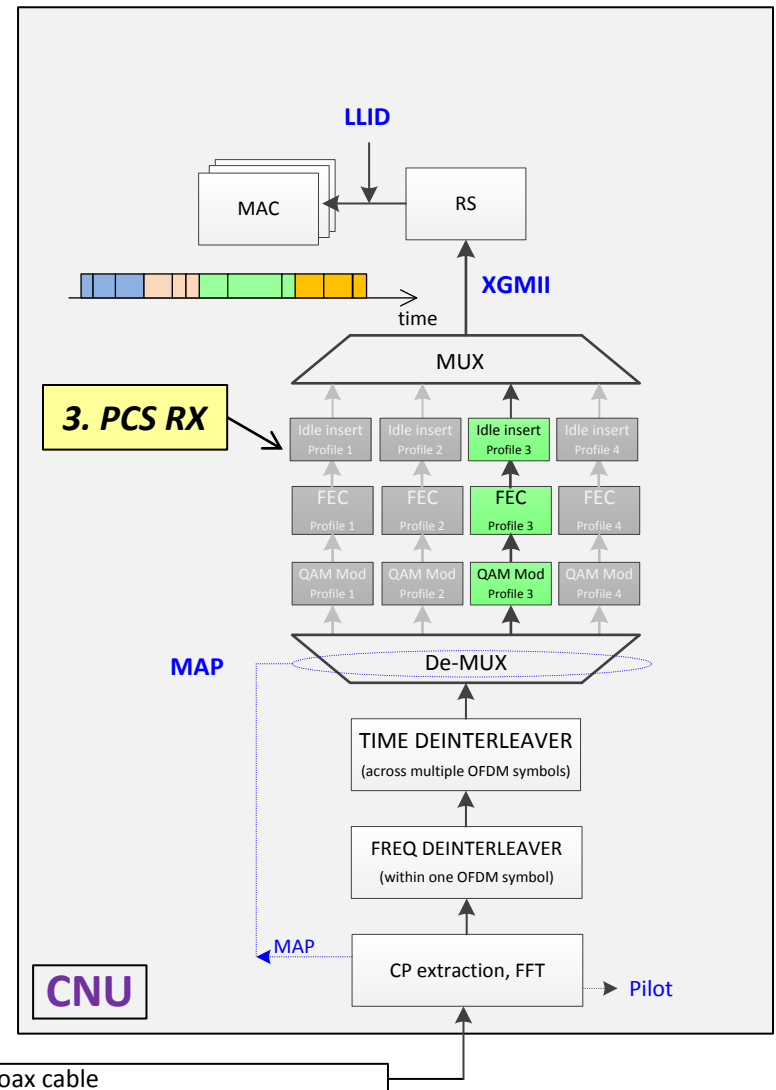 LLID
MAC
RS
XGMII
time
MUX
3. PCS RX
Idle insert
Profile 1
Idle insert
Profile 2
Idle insert
Profile 3
Idle insert
Profile 4
FEC
Profile 1
FEC
Profile 2
FEC
Profile 3
FEC
Profile 4
QAM Mod
Profile 1
QAM Mod
Profile 2
QAM Mod
Profile 3
QAM Mod
Profile 4
MAP
De-MUX
TIME DEINTERLEAVER
(across multiple OFDM symbols)
FREQ DEINTERLEAVER
(within one OFDM symbol)
MAP
CP extraction, FFT
Pilot
CNU
oax cable